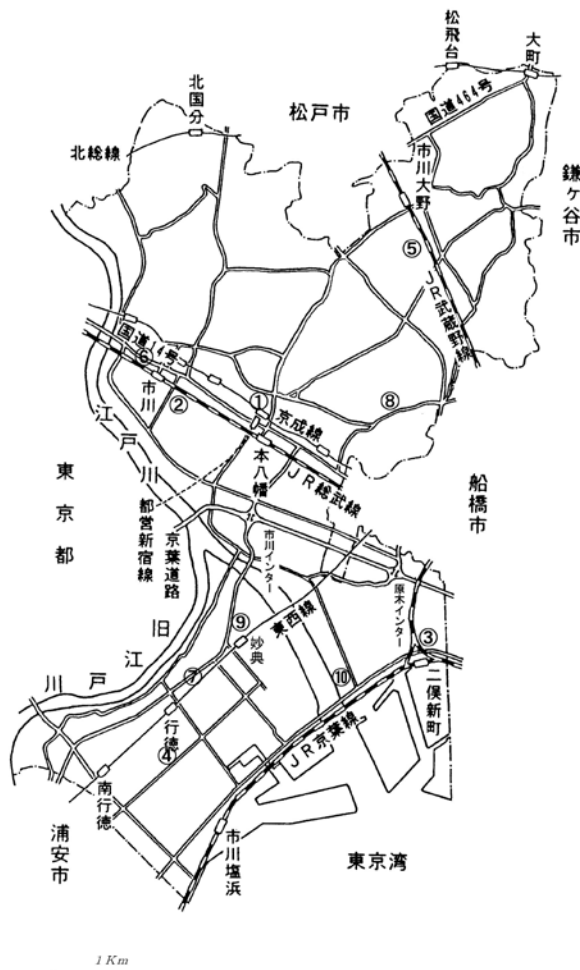 松飛台
大町
北国分
松戸市
国道464号
北総線
市川大野
鎌ヶ谷市
⑤
JR武蔵野線
国道14号
⑥
市川
②
①
京成線
⑧
江戸川
本八幡
JR総武線
船橋市
東京都
都営新宿線
京葉道路
市川インター
原木インター
旧江戸川
⑨
妙典
東西線
③
二俣新町
⑦
⑩
行徳
④
JR京葉線
南行徳
浦安市
市川塩浜
東京湾
1 Km